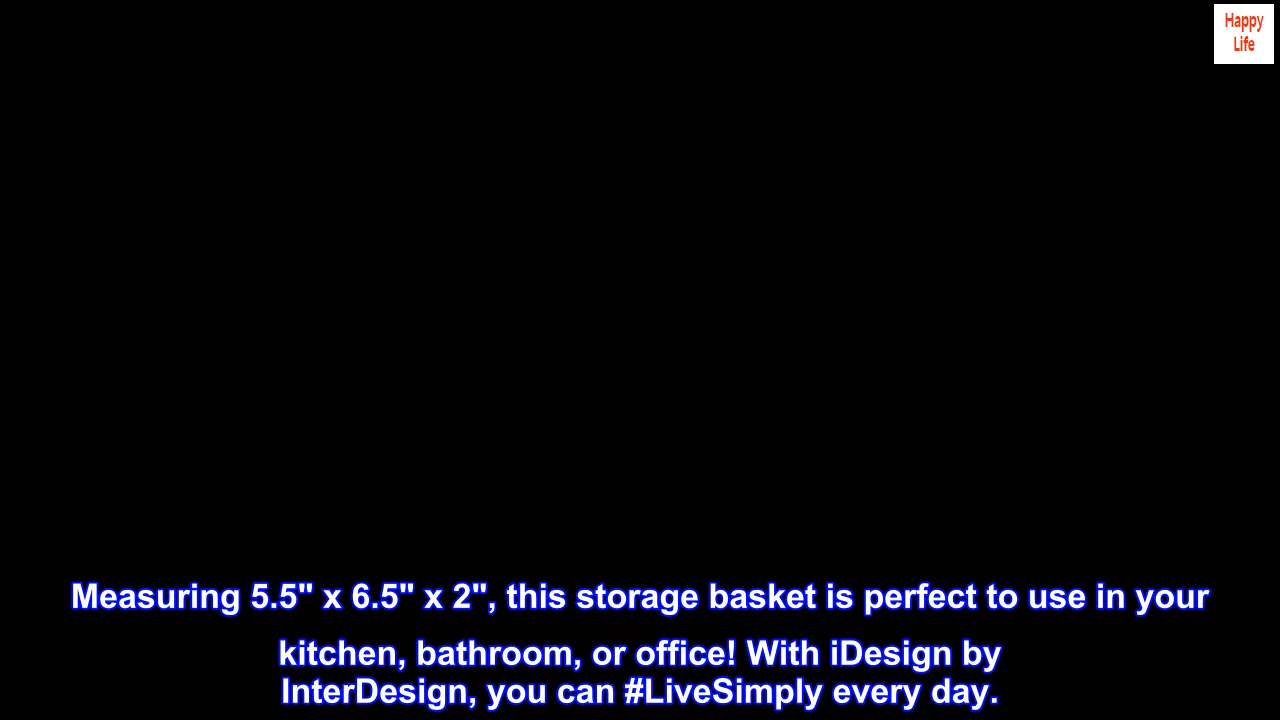 Happy
Life
Measuring 5.5" x 6.5" x 2", this storage basket is perfect to use in your
kitchen, bathroom, or office! With iDesign by
InterDesign, you can #LiveSimply every day.